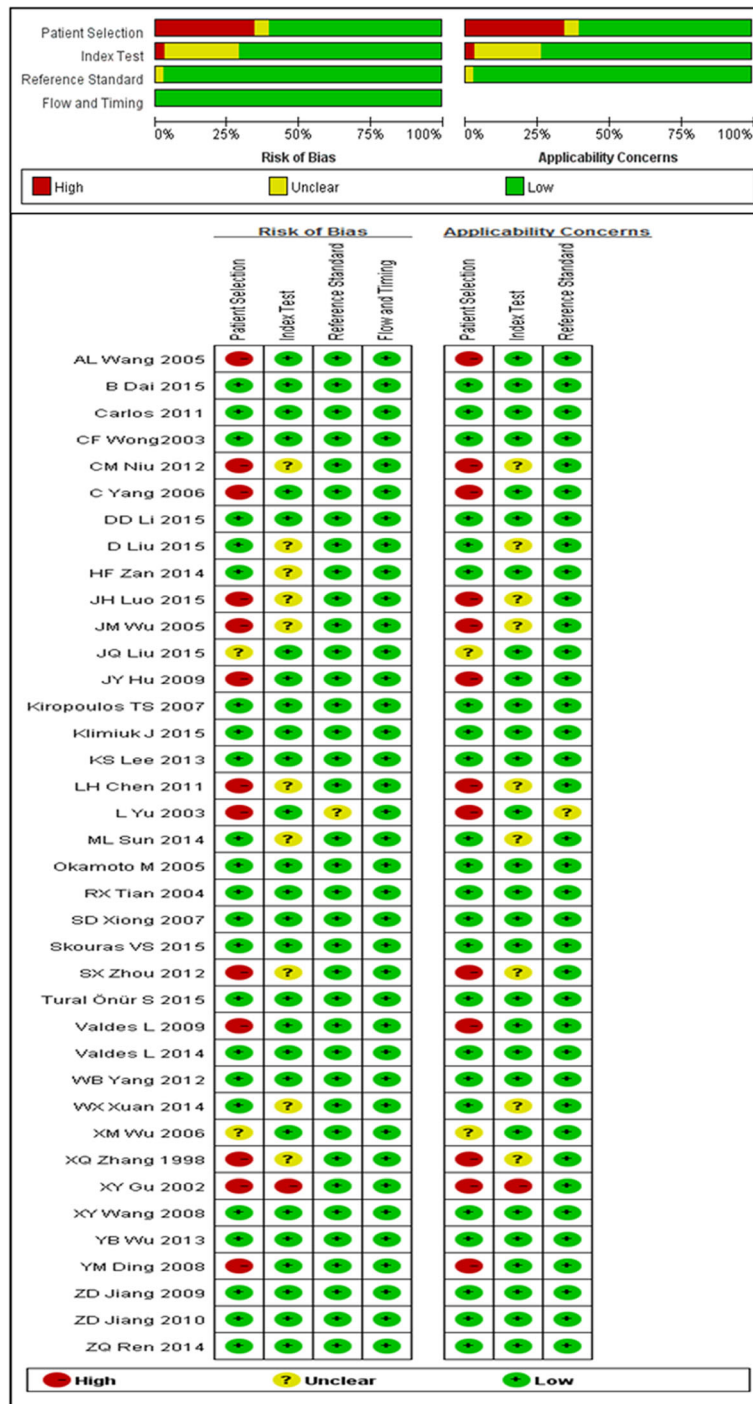 Patient Selection
Index Test
Reference Standard
Flow and Timing
0% 25% 50% 75% 100% 0% 25% 50% 75% 100%
Risk of Bias Applicability Concerns
High Unclear Low
Risk of Bias Applicability Concerns
Patient Selection Index Test Reference Standard Flow and Timing Patient Selection Index Test Reference Standard
AL Wang 2005 - + + + - + +
B Dai 2015 + + + + + + +
Carlos 2011 + + + + + + +
CF Wong2003 + + + + + + +
CM Niu 2012 - ? + + - ? +
C Yang 2006 - + + + - + +
DD Li 2015 + + + + + + +
D Liu 2015 + ? + + + ? +
HF Zan 2014 + ? + + + + +
JH Luo 2015 - ? + + - ? +
JM Wu 2005 - ? + + - ? +
JQ Liu 2015 ? + + + ? + +
JY Hu 2009 - + + + - + +
Kiropoulos TS 2007 + + + + + + +
Klimiuk J 2015 + + + + + + +
KS Lee 2013 + + + + + + +
LH Chen 2011 - ? + + - ? +
L Yu 2003 - + ? + - + ?
ML Sun 2014 + ? + + + ? +
Okamoto M 2005 + + + + + + +
RX Tian 2004 + + + + + + +
SD Xiong 2007 + + + + + + +
Skouras VS 2015 + + + + + + +
SX Zhou 2012 - ? + + - ? +
Tural Önür S 2015 + + + + + + +
Valdes L 2009 - + + + - + +
Valdes L 2014 + + + + + + +
WB Yang 2012 + + + + + + +
WX Xuan 2014 + ? + + + ? +
XM Wu 2006 ? + + + ? + +
XQ Zhang 1998 - ? + + - ? +
XY Gu 2002 - - + + - - +
XY Wang 2008 + + + + + + +
YB Wu 2013 + + + + + + +
YM Ding 2008 - + + + - + +
ZD Jiang 2009 + + + + + + +
ZD Jiang 2010 + + + + + + +
ZQ Ren 2014 + + + + + + +
- High ? Unclear + Low